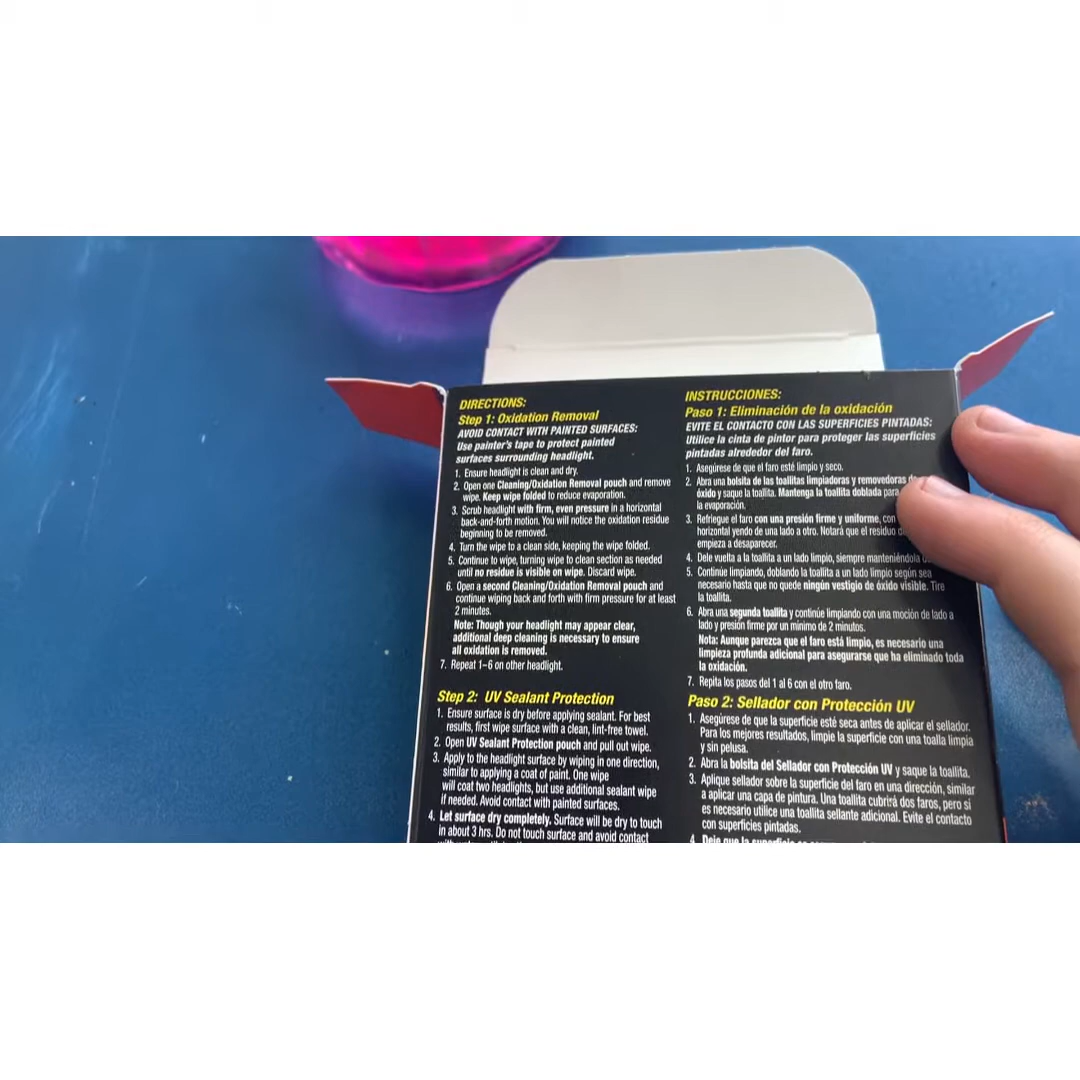 DIRECTIONS:
Step 1: Oxidation Removal
AVOID CONTACT WITH PAINTED SURFACES:
Use painter's tape to protect painted
surfaces surrounding headlight.
1. Ensure headlight is clean and dry.
2. Open one Cleaning/Oxidation Removal pouch and remove
wipe. Keep wipe folded to reduce evaporation.
3. Scrub headlight with firm, even pressure in a horizontal
back-and-forth motion. You will notice the oxidation residue
beginning to be removed.
4. Turn the wipe to a clean side, keeping the wipe folded.
5. Continue to wipe, turning wipe to clean section as needed
until no residue is visible on wipe. Discard wipe.
6. Open a second Cleaning/Oxidation Removal pouch and
continue wiping back and forth with firm pressure for at least
2 minutes.
Note: Though your headlight may appear clear,
additional deep cleaning is necessary to ensure
all oxidation is removed.
7. Repeat 1–6 on other headlight.
Step 2: UV Sealant Protection
1. Ensure surface is dry before applying sealant. For best
results, first wipe surface with a clean, lint-free towel.
2. Open UV Sealant Protection pouch and pull out wipe.
3. Apply to the headlight surface by wiping in one direction,
similar to applying a coat of paint. One wipe
will coat two headlights, but use additional sealant wipe
if needed. Avoid contact with painted surfaces.
4. Let surface dry completely. Surface will be dry to touch
in about 3 hrs. Do not touch surface and avoid contact
INSTRUCCIONES:
Paso 1: Eliminación de la oxidación
EVITE EL CONTACTO CON LAS SUPERFICIES PINTADAS:
Utilice la cinta de pintor para proteger las superficies
pintadas alrededor del faro.
1. Asegúrese de que el faro esté limpio y seco.
2. Abra una bolsita de las toallitas limpiadoras y removedoras de
óxido y saque la toallita. Mantenga la toallita doblada para
la evaporación.
3. Refriegue el faro con una presión firme y uniforme, con
horizontal yendo de una lado a otro. Notará que el residuo
empieza a desaparecer.
4. Dele vuelta a la toallita a un lado limpio, siempre manteniéndola
5. Continúe limpiando, doblando la toallita a un lado limpio según sea
necesario hasta que no quede ningún vestigio de óxido visible. Tire
la toallita.
6. Abra una segunda toallita y continúe limpiando con una moción de lado a
lado y presión firme por un mínimo de 2 minutos.
Nota: Aunque parezca que el faro está limpio, es necesario una
limpieza profunda adicional para asegurarse que ha eliminado toda
la oxidación.
7. Repita los pasos del 1 al 6 con el otro faro.
Paso 2: Sellador con Protección UV
1. Asegúrese de que la superficie esté seca antes de aplicar el sellador.
Para los mejores resultados, limpie la superficie con una toalla limpia
y sin pelusa.
2. Abra la bolsita del Sellador con Protección UV y saque la toallita.
3. Aplique sellador sobre la superficie del faro en una dirección, similar
a aplicar una capa de pintura. Una toallita cubrirá dos faros, pero si
es necesario utilice una toallita sellante adicional. Evite el contacto
con superficies pintadas.
4. Deje que la superficie